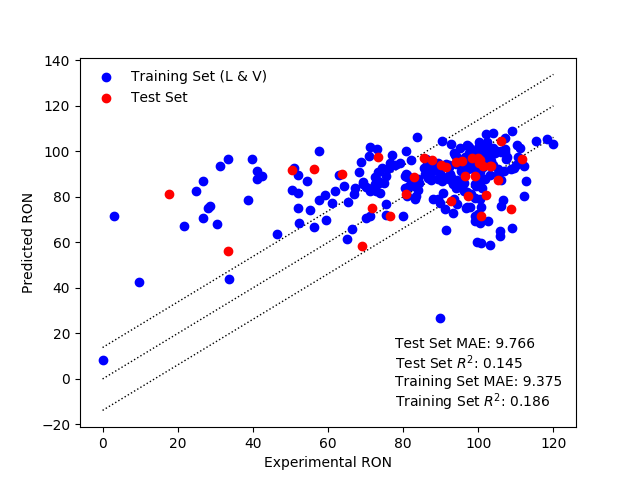 140
120
100
80
60
40
20
0
−20
Predicted RON
Training Set (L & V)
Test Set
Test Set MAE: 9.766
Test Set R²: 0.145
Training Set MAE: 9.375
Training Set R²: 0.186
0 20 40 60 80 100 120
Experimental RON